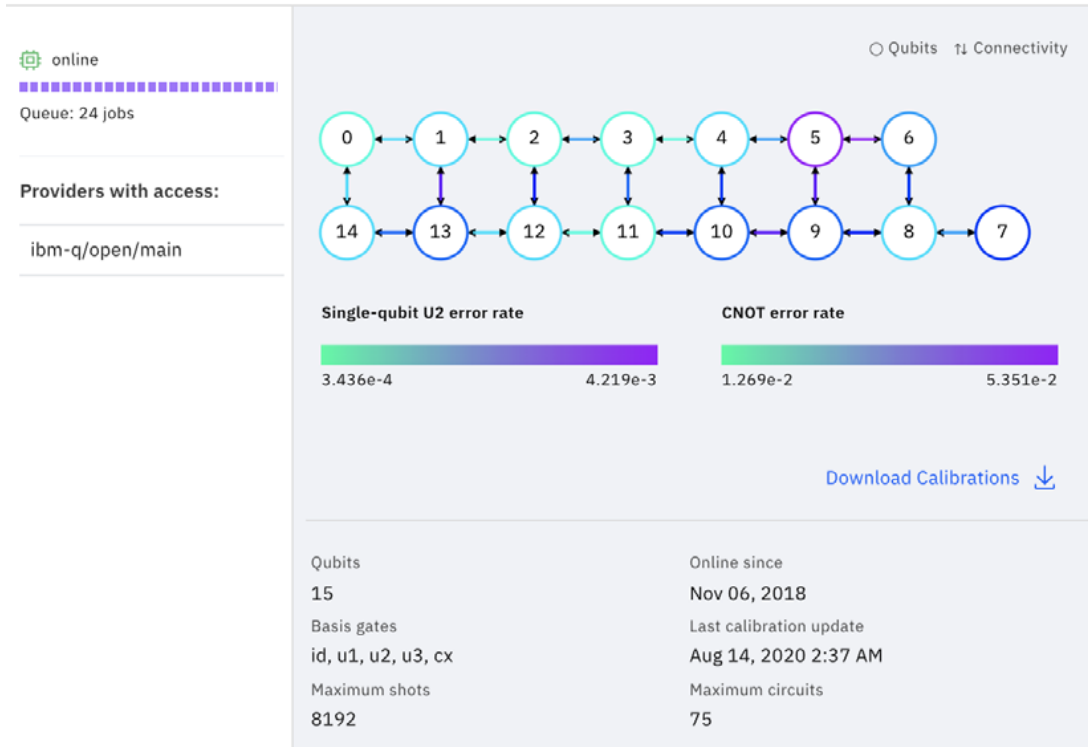 online
Queue: 24 jobs
Providers with access:
ibm-q/open/main
Qubits Connectivity
0 1 2 3 4 5 6
14 13 12 11 10 9 8 7
Single-qubit U2 error rate
3.436e-4 4.219e-3
CNOT error rate
1.269e-2 5.351e-2
Download Calibrations
Qubits
15
Basis gates
id, u1, u2, u3, cx
Maximum shots
8192
Online since
Nov 06, 2018
Last calibration update
Aug 14, 2020 2:37 AM
Maximum circuits
75